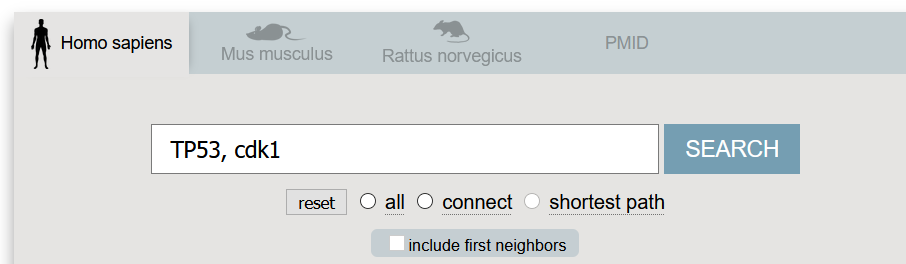 Homo sapiens Mus musculus Rattus norvegicus PMID
TP53, cdk1 SEARCH
reset all connect shortest path
include first neighbors